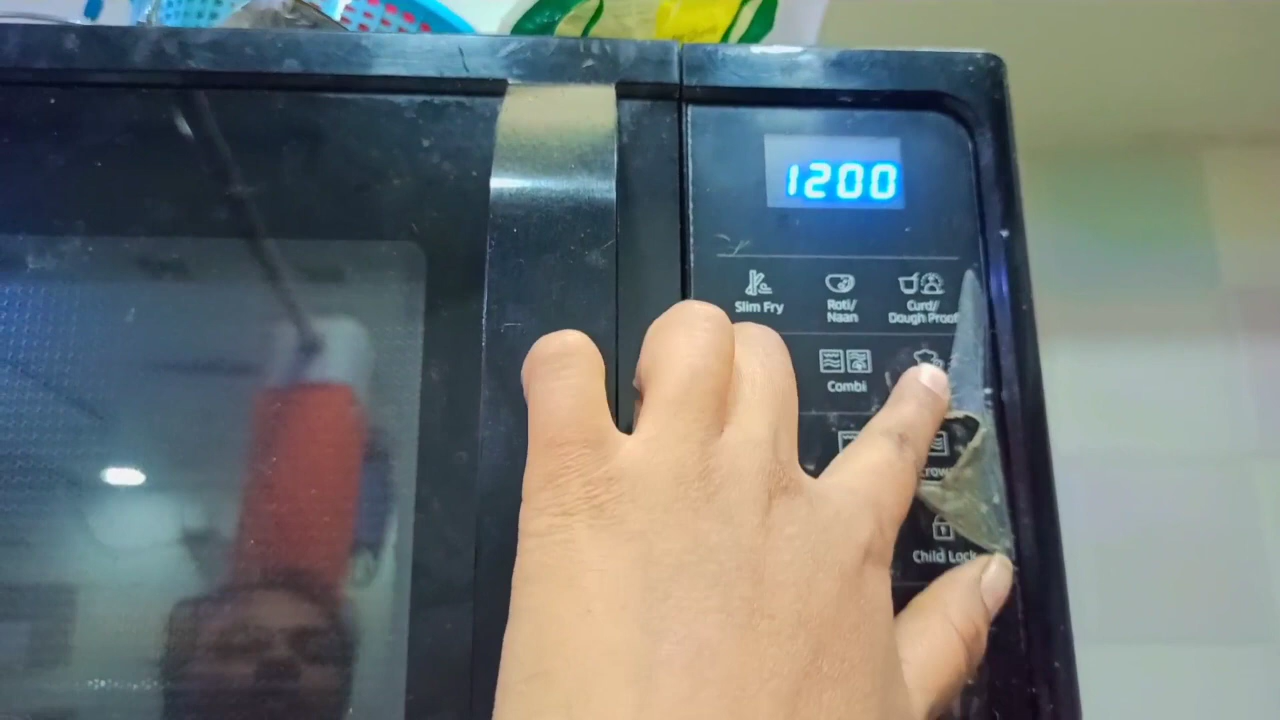 1200
Slim Fry
Roti/
Naan
Curd/
Dough Proof
Combi
Child Lock